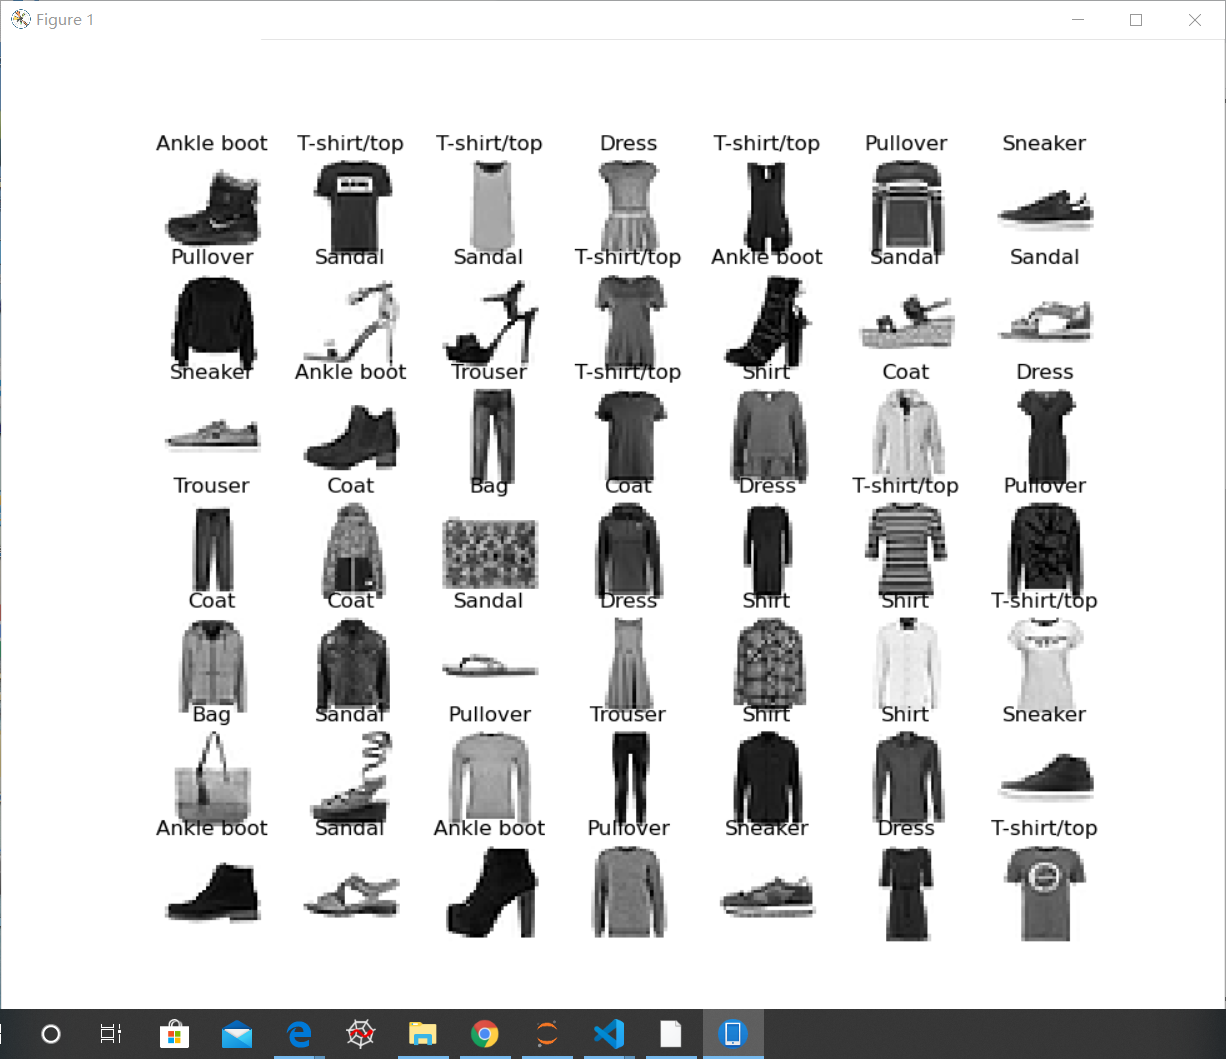 Figure 1
Ankle boot T-shirt/top T-shirt/top Dress T-shirt/top Pullover Sneaker
Pullover Sandal Sandal T-shirt/top Ankle boot Sandal Sandal
Sneaker Ankle boot Trouser T-shirt/top Shirt Coat Dress
Trouser Coat Bag Coat Dress T-shirt/top Pullover
Coat Coat Sandal Dress Shirt Shirt T-shirt/top
Bag Sandal Pullover Trouser Shirt Shirt Sneaker
Ankle boot Sandal Ankle boot Pullover Sneaker Dress T-shirt/top